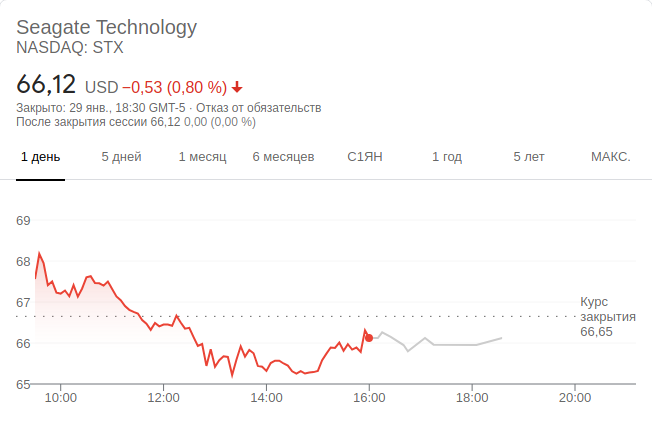 Seagate Technology
NASDAQ: STX
66,12 USD −0,53 (0,80 %)
Закрыто: 29 янв., 18:30 GMT-5 · Отказ от обязательств
После закрытия сессии 66,12 0,00 (0,00 %)
1 день 5 дней 1 месяц 6 месяцев С1ЯН 1 год 5 лет МАКС.
69
68
67
66
65
Курс
закрытия
66,65
10:00 12:00 14:00 16:00 18:00 20:00